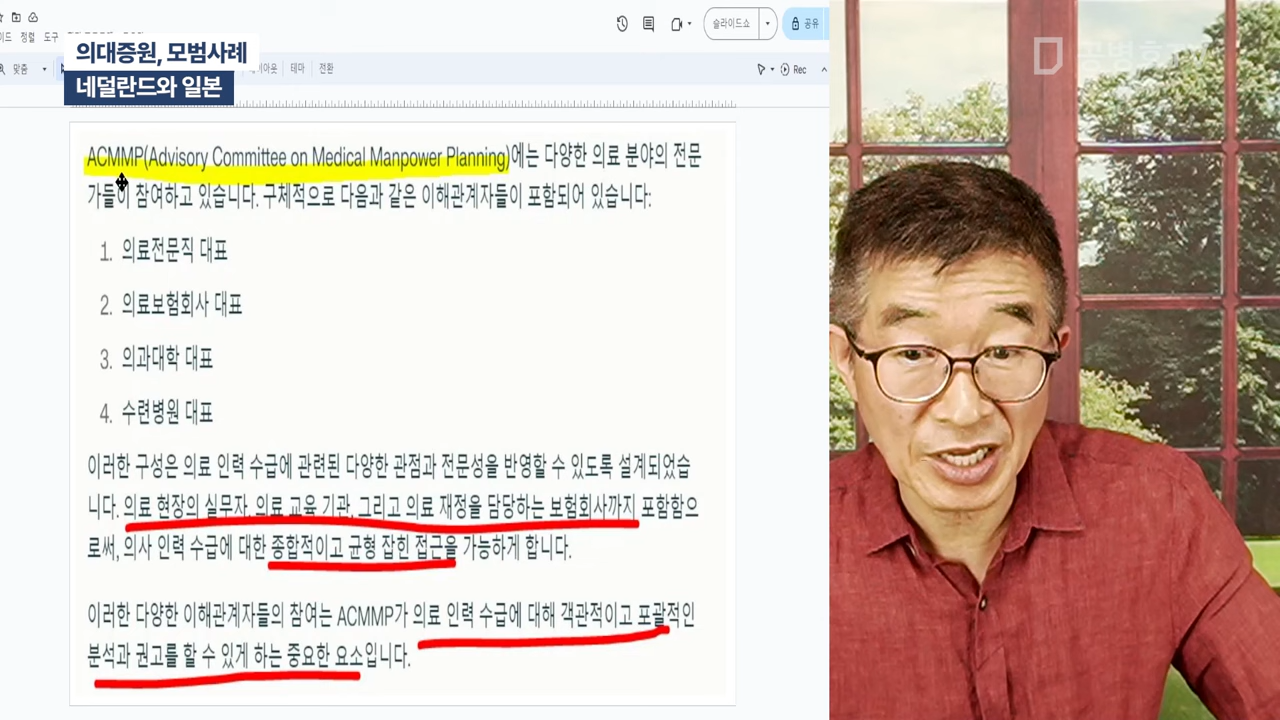 정렬 도구
슬라이드쇼
공유
의대증원, 모범사례
네덜란드와 일본
맞춤
테마
전환
Rec
공병호
ACMMP(Advisory Committee on Medical Manpower Planning)에는 다양한 의료 분야의 전문
가들이 참여하고 있습니다. 구체적으로 다음과 같은 이해관계자들이 포함되어 있습니다:
1. 의료전문직 대표
2. 의료보험회사 대표
3. 의과대학 대표
4. 수련병원 대표
이러한 구성은 의료 인력 수급에 관련된 다양한 관점과 전문성을 반영할 수 있도록 설계되었습
니다. 의료 현장의 실무자, 의료 교육 기관, 그리고 의료 재정을 담당하는 보험회사까지 포함함으
로써, 의사 인력 수급에 대한 종합적이고 균형 잡힌 접근을 가능하게 합니다.
이러한 다양한 이해관계자들의 참여는 ACMMP가 의료 인력 수급에 대해 객관적이고 포괄적인
분석과 권고를 할 수 있게 하는 중요한 요소입니다.